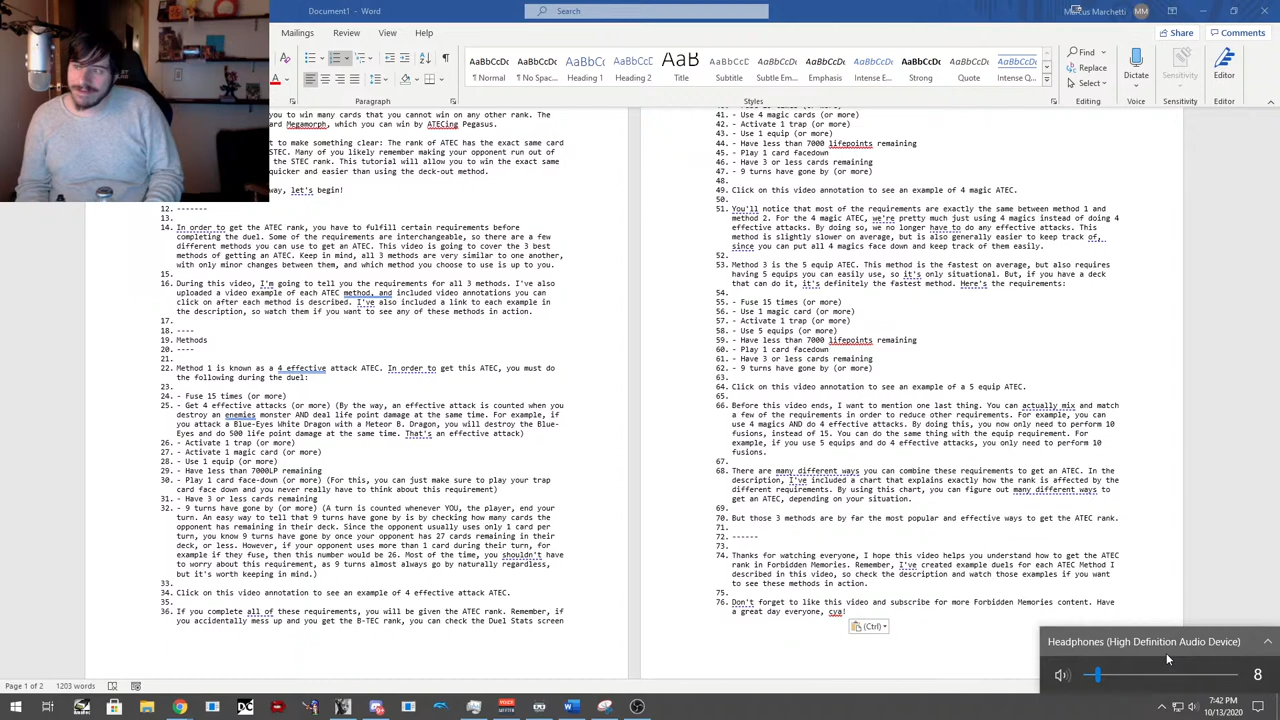 Document1 - Word
Search
Marcus Marchetti MM
Mailings Review View Help
Share Comments
AaBbCcDc AaBbCcDc AaBbC AaBbCcC AaB AaBbCcC AaBbCcDc AaBbCcDc AaBbCcDc AaBbCcDc AaBbCcDc AaBbCcDc
Normal No Spac... Heading 1 Heading 2 Title Subtitle Subtle Em... Emphasis Intense E... Strong Quote Intense Q...
Find
Replace
Select
Dictate
Sensitivity
Editor
Paragraph Styles Editing Voice Sensitivity Editor
you to win many cards that you cannot win on any other rank. The
ard Megamorph, which you can win by ATECing Pegasus.
t to make something clear: The rank of ATEC has the exact same card
STEC. Many of you likely remember making your opponent run out of
the STEC rank. This tutorial will allow you to win the exact same
quicker and easier than using the deck-out method.
way, let's begin!
12. -------
13.
14. In order to get the ATEC rank, you have to fulfill certain requirements before
completing the duel. Some of the requirements are interchangeable, so there are a few
different methods you can use to get an ATEC. This video is going to cover the 3 best
methods of getting an ATEC. Keep in mind, all 3 methods are very similar to one another,
with only minor changes between them, and which method you choose to use is up to you.
15.
16. During this video, I'm going to tell you the requirements for all 3 methods. I've also
uploaded a video example of each ATEC method, and included video annotations you can
click on after each method is described. I've also included a link to each example in
the description, so watch them if you want to see any of these methods in action.
17.
18. ----
19. Methods
20. ----
21.
22. Method 1 is known as a 4 effective attack ATEC. In order to get this ATEC, you must do
the following during the duel:
23.
24. - Fuse 15 times (or more)
25. - Get 4 effective attacks (or more) (By the way, an effective attack is counted when you
destroy an enemies monster AND deal life point damage at the same time. For example, if
you attack a Blue-Eyes White Dragon with a Meteor B. Dragon, you will destroy the Blue-
Eyes and do 500 life point damage at the same time. That's an effective attack)
26. - Activate 1 trap (or more)
27. - Activate 1 magic card (or more)
28. - Use 1 equip (or more)
29. - Have less than 7000LP remaining
30. - Play 1 card face-down (or more) (For this, you can just make sure to play your trap
card face down and you never really have to think about this requirement)
31. - Have 3 or less cards remaining
32. - 9 turns have gone by (or more) (A turn is counted whenever YOU, the player, end your
turn. An easy way to tell that 9 turns have gone by is by checking how many cards the
opponent has remaining in their deck. Since the opponent usually uses only 1 card per
turn, you know 9 turns have gone by once your opponent has 27 cards remaining in their
deck, or less. However, if your opponent uses more than 1 card during their turn, for
example if they fuse, then this number would be 26. Most of the time, you shouldn't have
to worry about this requirement, as 9 turns almost always go by naturally regardless,
but it's worth keeping in mind.)
33.
34. Click on this video annotation to see an example of 4 effective attack ATEC.
35.
36. If you complete all of these requirements, you will be given the ATEC rank. Remember, if
you accidentally mess up and you get the B-TEC rank, you can check the Duel Stats screen
41. - Use 4 magic cards (or more)
42. - Activate 1 trap (or more)
43. - Use 1 equip (or more)
44. - Have less than 7000 lifepoints remaining
45. - Play 1 card facedown
46. - Have 3 or less cards remaining
47. - 9 turns have gone by (or more)
48.
49. Click on this video annotation to see an example of 4 magic ATEC.
50.
51. You'll notice that most of the requirements are exactly the same between method 1 and
method 2. For the 4 magic ATEC, we're pretty much just using 4 magics instead of doing 4
effective attacks. By doing so, we no longer have to do any effective attacks. This
method is slightly slower on average, but is also generally easier to keep track of,
since you can put all 4 magics face down and keep track of them easily.
52.
53. Method 3 is the 5 equip ATEC. This method is the fastest on average, but also requires
having 5 equips you can easily use, so it's only situational. But, if you have a deck
that can do it, it's definitely the fastest method. Here's the requirements:
54.
55. - Fuse 15 times (or more)
56. - Use 1 magic card (or more)
57. - Activate 1 trap (or more)
58. - Use 5 equips (or more)
59. - Have less than 7000 lifepoints remaining
60. - Play 1 card facedown
61. - Have 3 or less cards remaining
62. - 9 turns have gone by (or more)
63.
64. Click on this video annotation to see an example of a 5 equip ATEC.
65.
66. Before this video ends, I want to mention one last thing. You can actually mix and match
a few of the requirements in order to reduce other requirements. For example, you can
use 4 magics AND do 4 effective attacks. By doing this, you now only need to perform 10
fusions, instead of 15. You can do the same thing with the equip requirement. For
example, if you use 5 equips and do 4 effective attacks, you only need to perform 10
fusions.
67.
68. There are many different ways you can combine these requirements to get an ATEC. In the
description, I've included a chart that explains exactly how the rank is affected by the
different requirements. By using this chart, you can figure out many different ways to
get an ATEC, depending on your situation.
69.
70. But those 3 methods are by far the most popular and effective ways to get the ATEC rank.
71.
72. ------
73.
74. Thanks for watching everyone, I hope this video helps you understand how to get the ATEC
rank in Forbidden Memories. Remember, I've created example duels for each ATEC Method I
described in this video, so check the description and watch those examples if you want
to see these methods in action.
75.
76. Don't forget to like this video and subscribe for more Forbidden Memories content. Have
a great day everyone, cya!
(Ctrl)
Headphones (High Definition Audio Device)
8
Page 1 of 2 1203 words
7:42 PM
10/13/2020